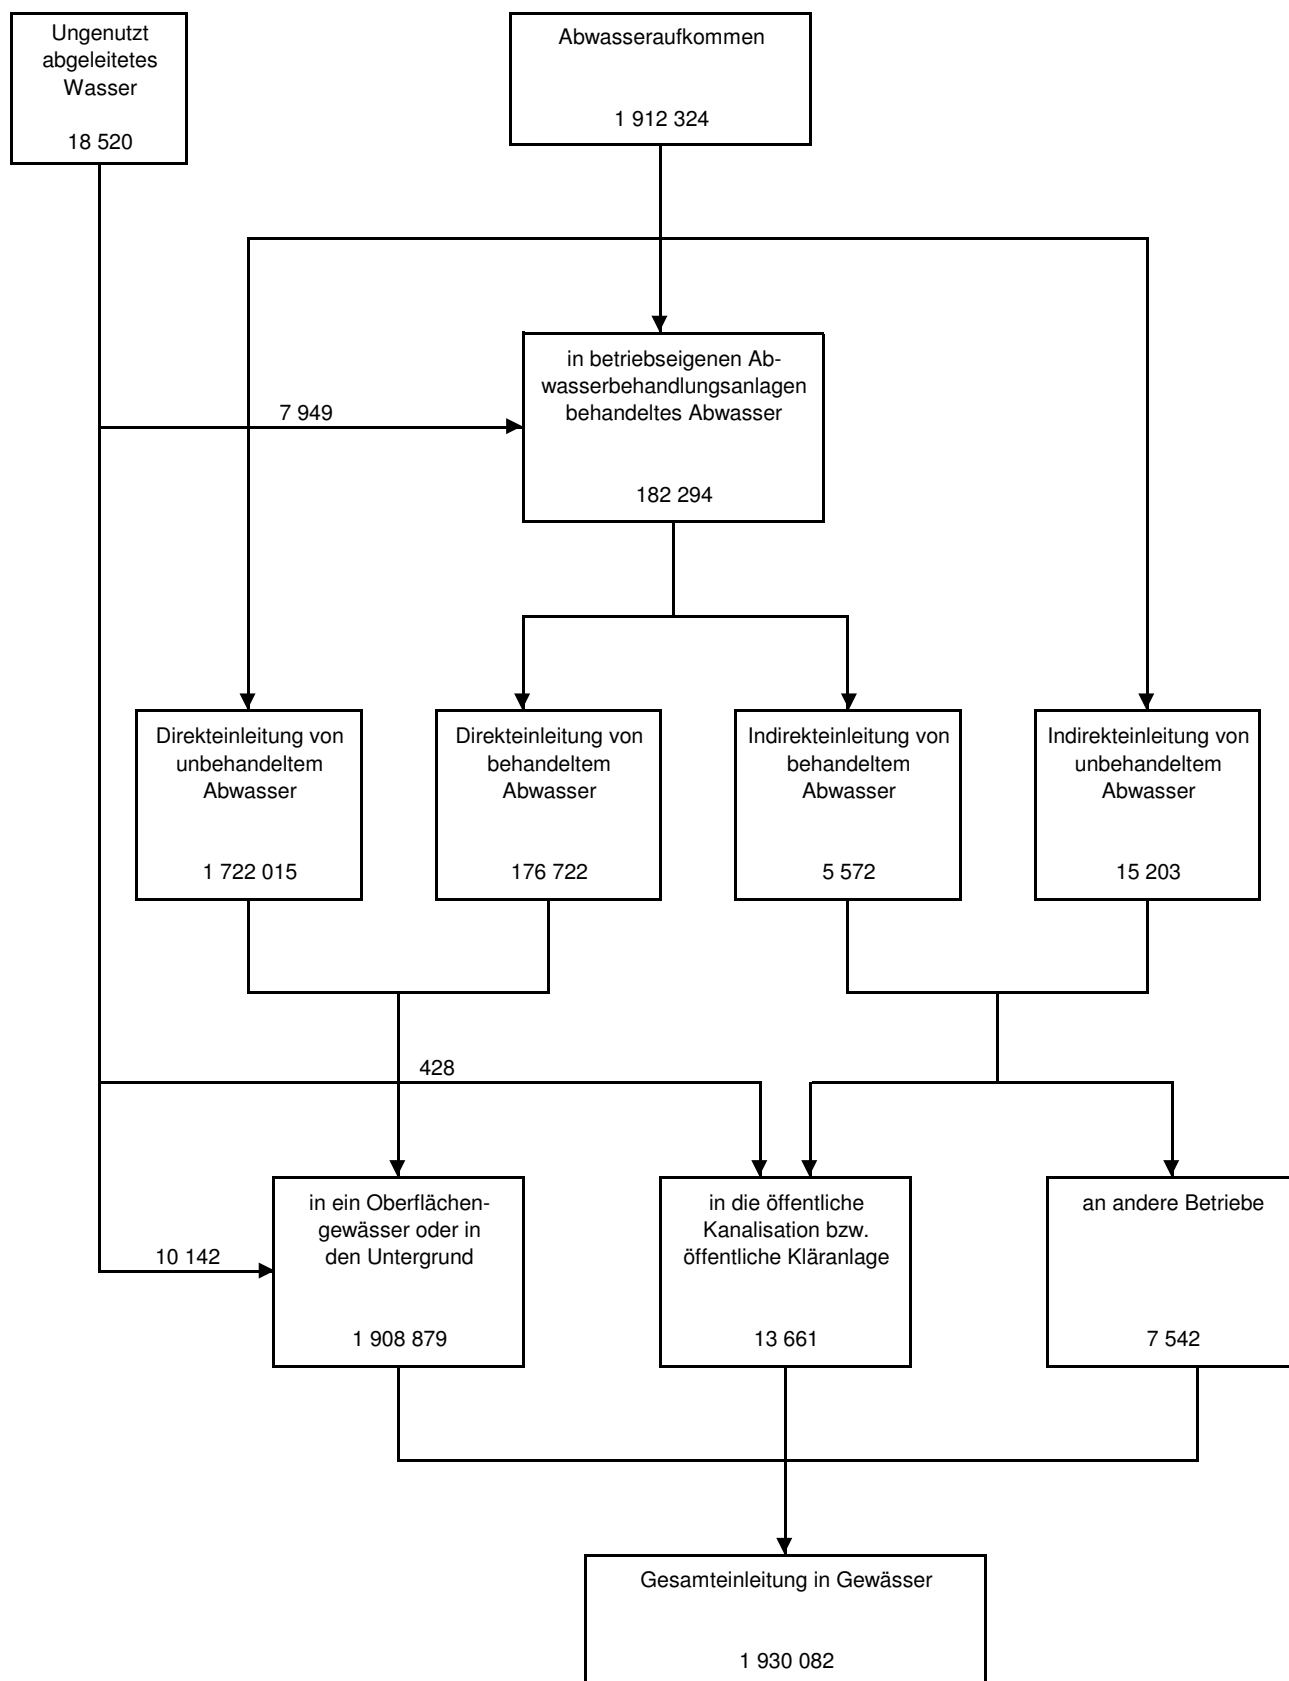 Ungenutzt
abgeleitetes
Wasser
18 520
Abwasseraufkommen
1 912 324
in betriebseigenen Ab-
wasserbehandlungsanlagen
behandeltes Abwasser
182 294
7 949
Direkteinleitung von
unbehandeltem
Abwasser
1 722 015
Direkteinleitung von
behandeltem
Abwasser
176 722
Indirekteinleitung von
behandeltem
Abwasser
5 572
Indirekteinleitung von
unbehandeltem
Abwasser
15 203
428
10 142
in ein Oberflächen-
gewässer oder in
den Untergrund
1 908 879
in die öffentliche
Kanalisation bzw.
öffentliche Kläranlage
13 661
an andere Betriebe
7 542
Gesamteinleitung in Gewässer
1 930 082